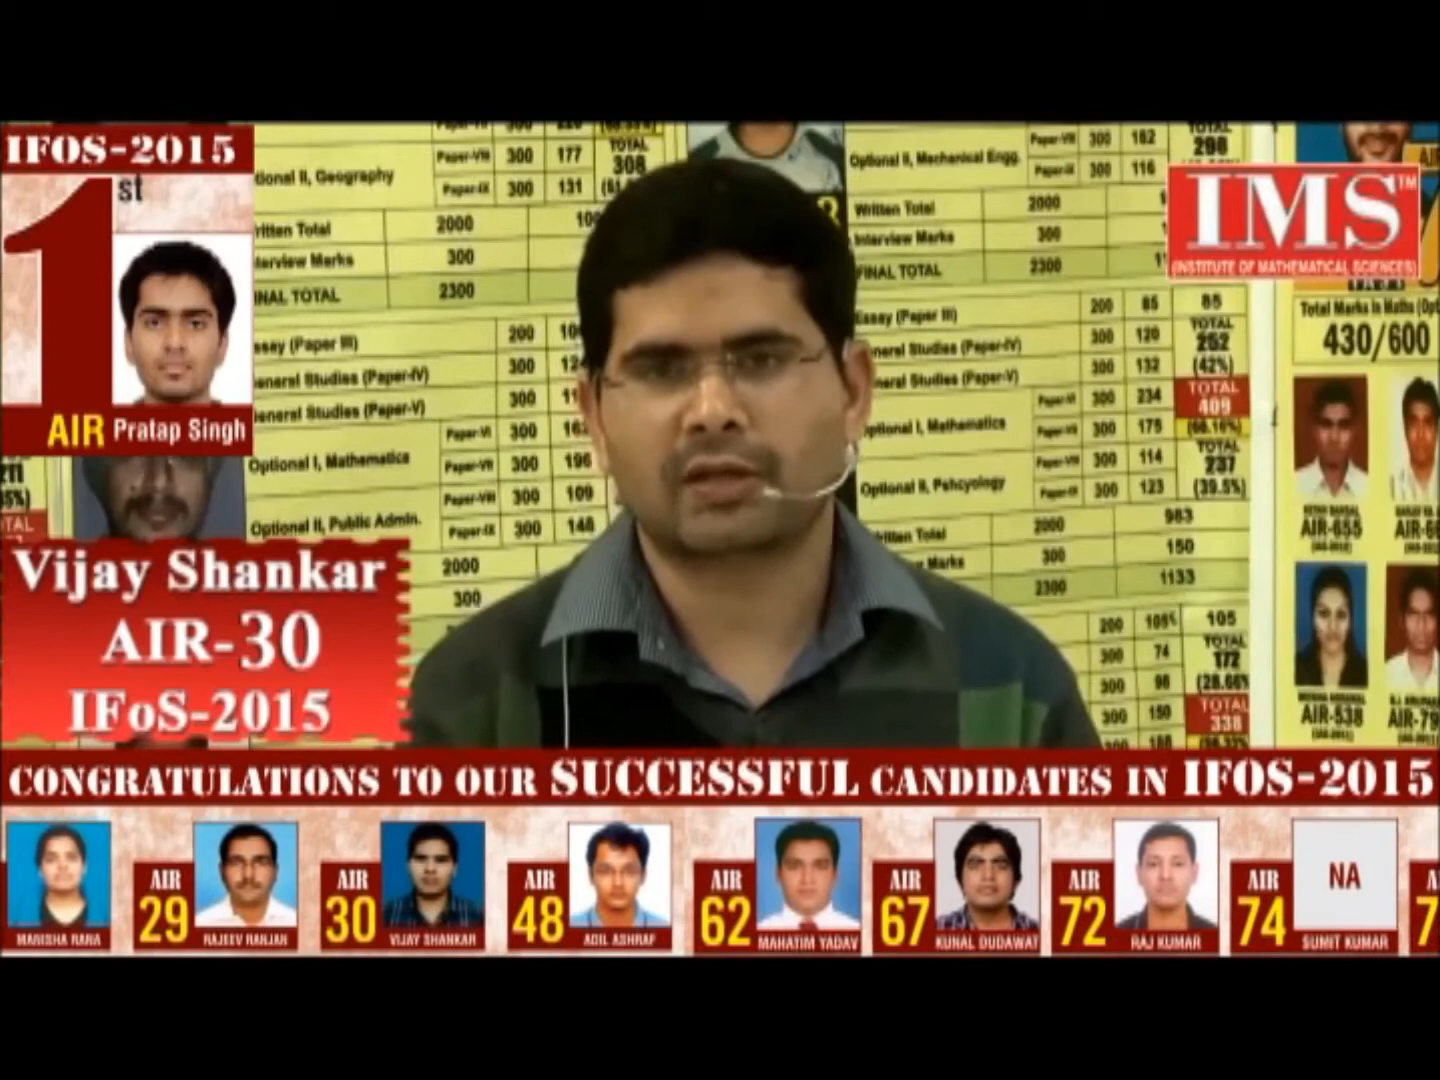 IFOS-2015
1st
AIR Pratap Singh
IMS TM
(INSTITUTE OF MATHEMATICAL SCIENCES)
Paper-VIII 300 177 TOTAL 308
Paper-IX 300 131
Geography
Written Total 2000
Interview Marks 300
FINAL TOTAL 2300
Essay (Paper III) 200
General Studies (Paper-IV) 300
General Studies (Paper-V) 300
Paper-VI 300
Optional I, Mathematics Paper-VII 300 196
Paper-VIII 300 109
Optional II, Public Admin. Paper-IX 300 148
2000
300
Optional II, Mechanical Engg. Paper-VIII 300 182 TOTAL 298
Paper-IX 300 116
Written Total 2000
Interview Marks 300
FINAL TOTAL 2300
Essay (Paper III) 200 85 85
General Studies (Paper-IV) 300 120 TOTAL 252
General Studies (Paper-V) 300 132 (42%)
Paper-VI 300 234 TOTAL 409
Optional I, Mathematics Paper-VII 300 175 (68.16%)
Paper-VIII 300 114 TOTAL 237
Optional II, Pshcyology Paper-IX 300 123 (39.5%)
Written Total 2000 983
Marks 300 150
2300 1133
200 105
300 74 TOTAL 172
300 98 (28.66%
300 150 TOTAL 338
Total Marks in Maths
430/600
AIR-655
AIR-538
AIR-79
Vijay Shankar
AIR-30
IFoS-2015
CONGRATULATIONS TO OUR SUCCESSFUL CANDIDATES IN IFOS-2015
MANISHA RANA
AIR 29 RAJEEV RANJAN
AIR 30 VIJAY SHANKAR
AIR 48 ADIL ASHRAF
AIR 62 MAHATIM YADAV
AIR 67 KUNAL DUDAWAT
AIR 72 RAJ KUMAR
AIR 74 NA SUMIT KUMAR